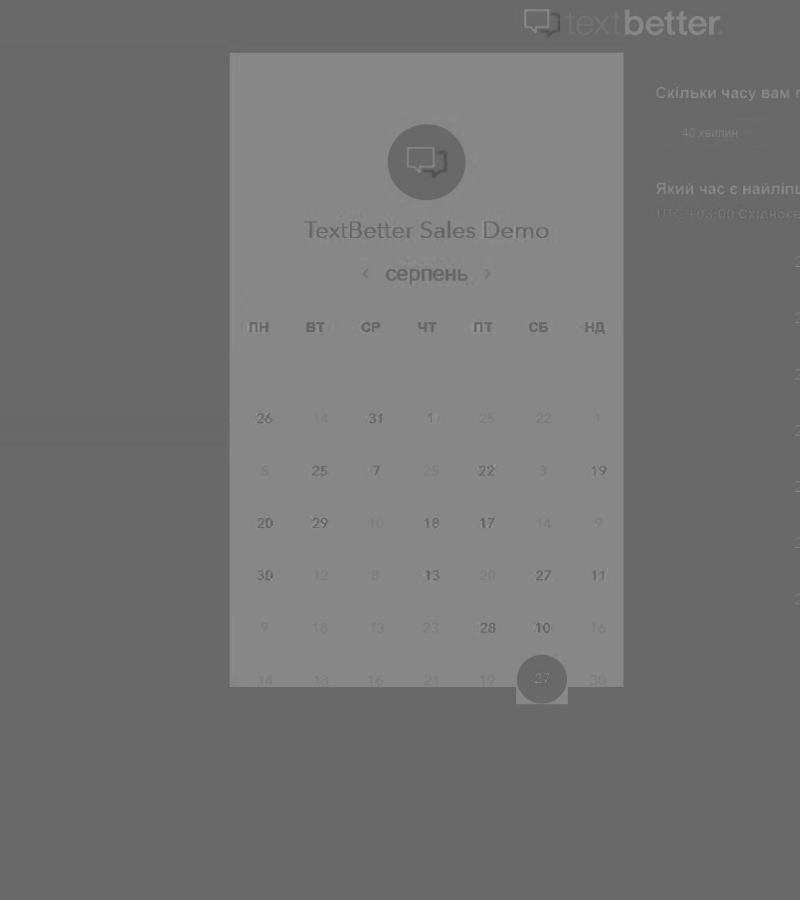 textbetter.
Скільки часу вам
40 хвилин
Який час є найліпш
UTC +03:00 Східноєв
TextBetter Sales Demo
‹ серпень ›
ПН ВТ СР ЧТ ПТ СБ НД
26 14 31 1 25 22 1
5 25 7 25 22 3 19
20 29 10 18 17 14 9
30 12 8 13 20 27 11
9 18 13 23 28 10 16
14 13 16 21 19 27 30